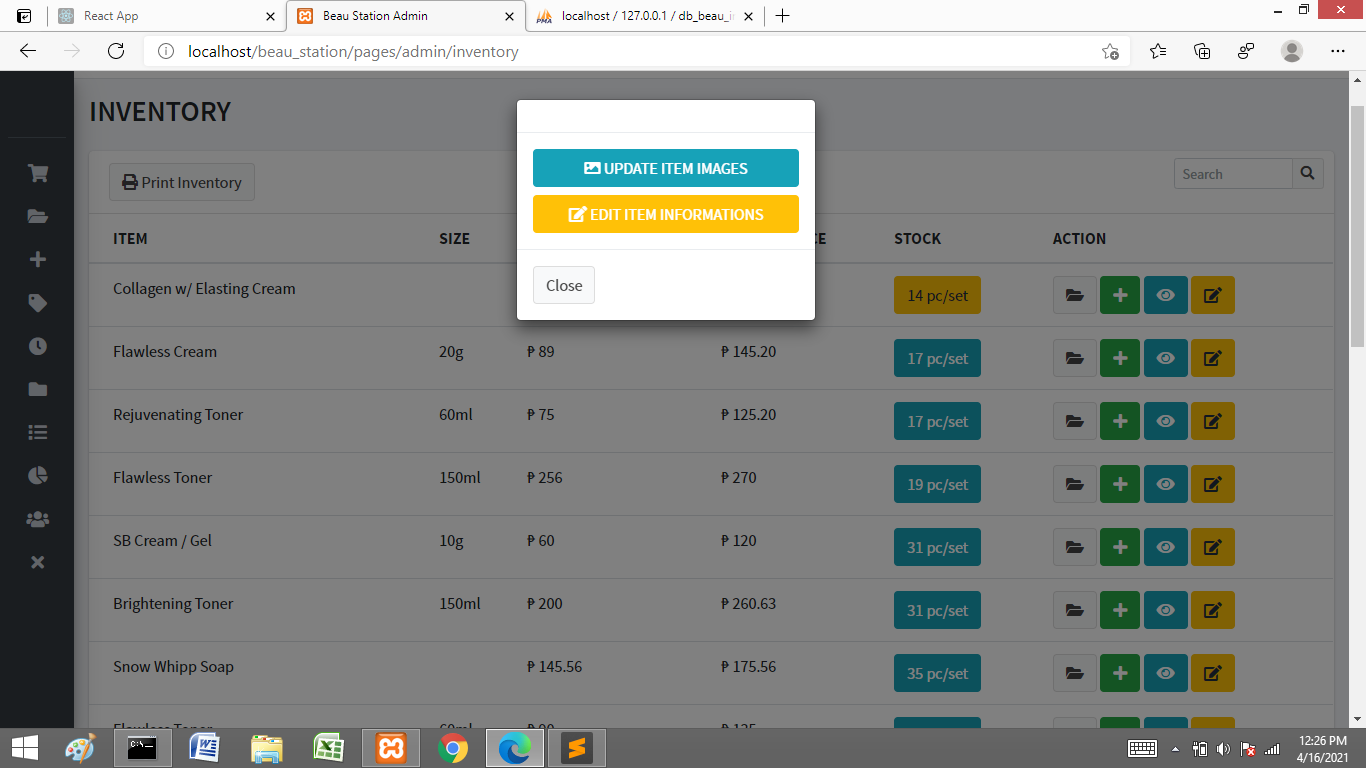 React App
Beau Station Admin
localhost / 127.0.0.1 / db_beau_i
localhost/beau_station/pages/admin/inventory
INVENTORY
UPDATE ITEM IMAGES
EDIT ITEM INFORMATIONS
Close
Print Inventory
Search
ITEM SIZE CE STOCK ACTION
Collagen w/ Elasting Cream 14 pc/set
Flawless Cream 20g ₱ 89 ₱ 145.20 17 pc/set
Rejuvenating Toner 60ml ₱ 75 ₱ 125.20 17 pc/set
Flawless Toner 150ml ₱ 256 ₱ 270 19 pc/set
SB Cream / Gel 10g ₱ 60 ₱ 120 31 pc/set
Brightening Toner 150ml ₱ 200 ₱ 260.63 31 pc/set
Snow Whipp Soap ₱ 145.56 ₱ 175.56 35 pc/set
Flawless Toner 60ml ₱ 90
12:26 PM
4/16/2021